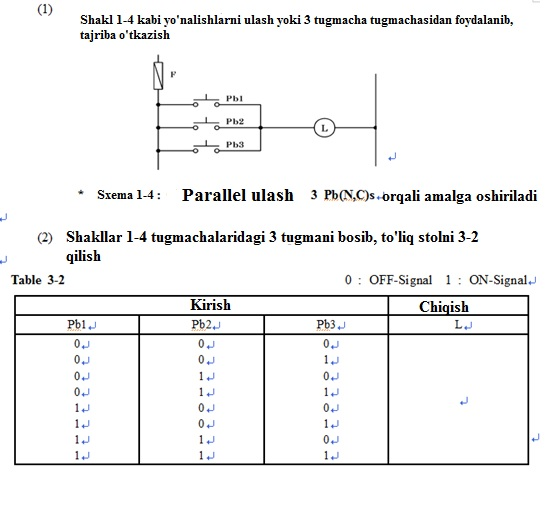 (1)
Shakl 1-4 kabi yo'nalishlarni ulash yoki 3 tugmacha tugmachasidan foydalanib,
tajriba o'tkazish
F
Pb1
Pb2
L
Pb3
* Sxema 1-4 : Parallel ulash 3 Pb(N,C)s orqali amalga oshiriladi
(2) Shakllar 1-4 tugmachalaridagi 3 tugmani bosib, to'liq stolni 3-2
qilish
Table 3-2 0 : OFF-Signal 1 : ON-Signal
Kirish Chiqish
Pb1 Pb2 Pb3 L
0 0 0
0 0 1
0 1 0
0 1 1
1 0 0
1 0 1
1 1 0
1 1 1